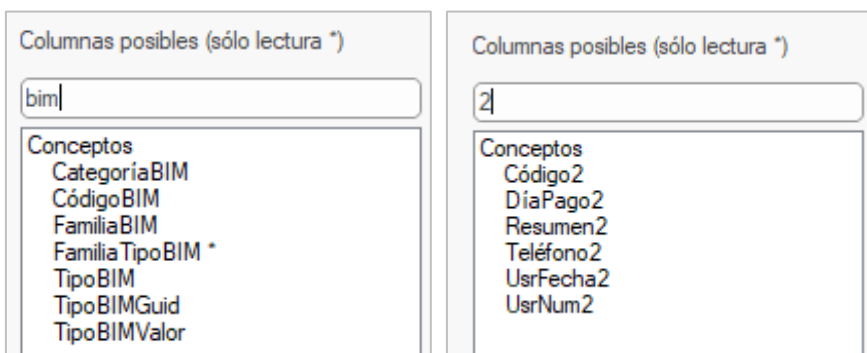 Columnas posibles (sólo lectura *)
bim
Conceptos
CategoríaBIM
CódigoBIM
FamiliaBIM
FamiliaTipoBIM *
TipoBIM
TipoBIMGuid
TipoBIMValor
Columnas posibles (sólo lectura *)
2
Conceptos
Código2
DíaPago2
Resumen2
Teléfono2
UsrFecha2
UsrNum2